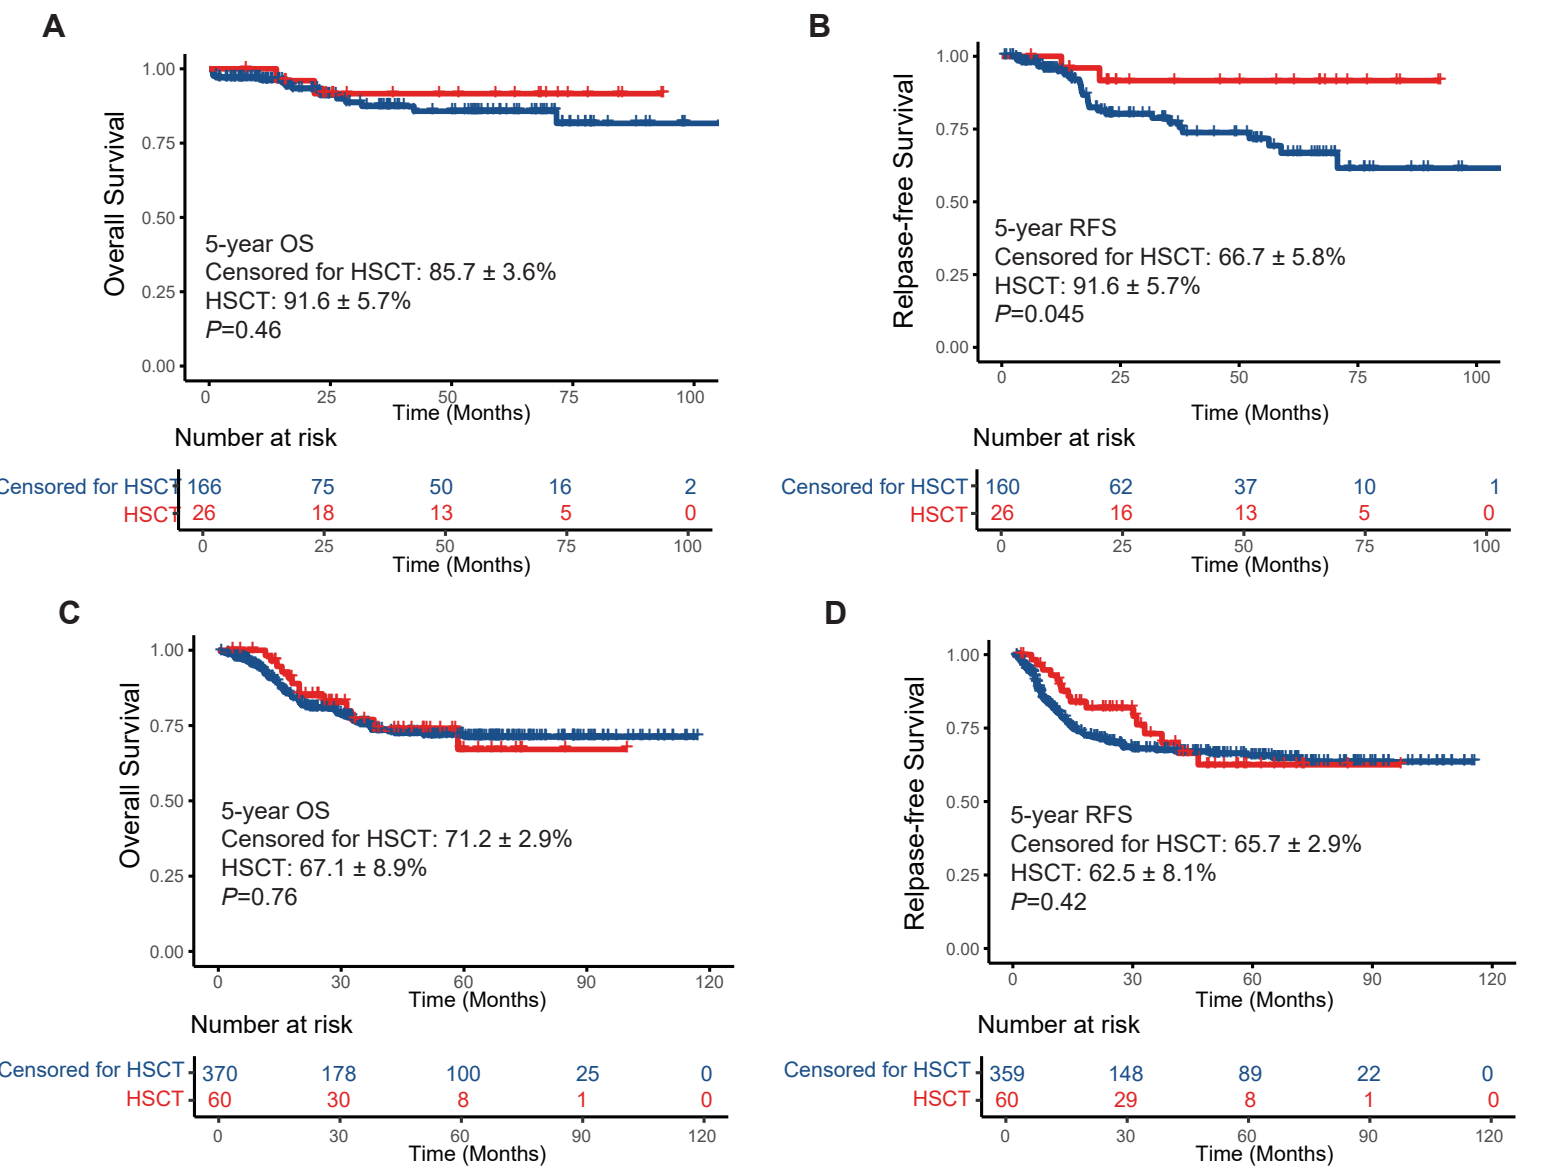 A
Overall Survival
1.00
0.75
0.50
0.25
0.00
5-year OS
Censored for HSCT: 85.7 ± 3.6%
HSCT: 91.6 ± 5.7%
P=0.46
0 25 50 75 100
Time (Months)
Number at risk
Censored for HSCT 166 75 50 16 2
HSCT 26 18 13 5 0
0 25 50 75 100
Time (Months)
B
Relpase-free Survival
1.00
0.75
0.50
0.25
0.00
5-year RFS
Censored for HSCT: 66.7 ± 5.8%
HSCT: 91.6 ± 5.7%
P=0.045
0 25 50 75 100
Time (Months)
Number at risk
Censored for HSCT 160 62 37 10 1
HSCT 26 16 13 5 0
0 25 50 75 100
Time (Months)
C
Overall Survival
1.00
0.75
0.50
0.25
0.00
5-year OS
Censored for HSCT: 71.2 ± 2.9%
HSCT: 67.1 ± 8.9%
P=0.76
0 30 60 90 120
Time (Months)
Number at risk
Censored for HSCT 370 178 100 25 0
HSCT 60 30 8 1 0
0 30 60 90 120
Time (Months)
D
Relpase-free Survival
1.00
0.75
0.50
0.25
0.00
5-year RFS
Censored for HSCT: 65.7 ± 2.9%
HSCT: 62.5 ± 8.1%
P=0.42
0 30 60 90 120
Time (Months)
Number at risk
Censored for HSCT 359 148 89 22 0
HSCT 60 29 8 1 0
0 30 60 90 120
Time (Months)